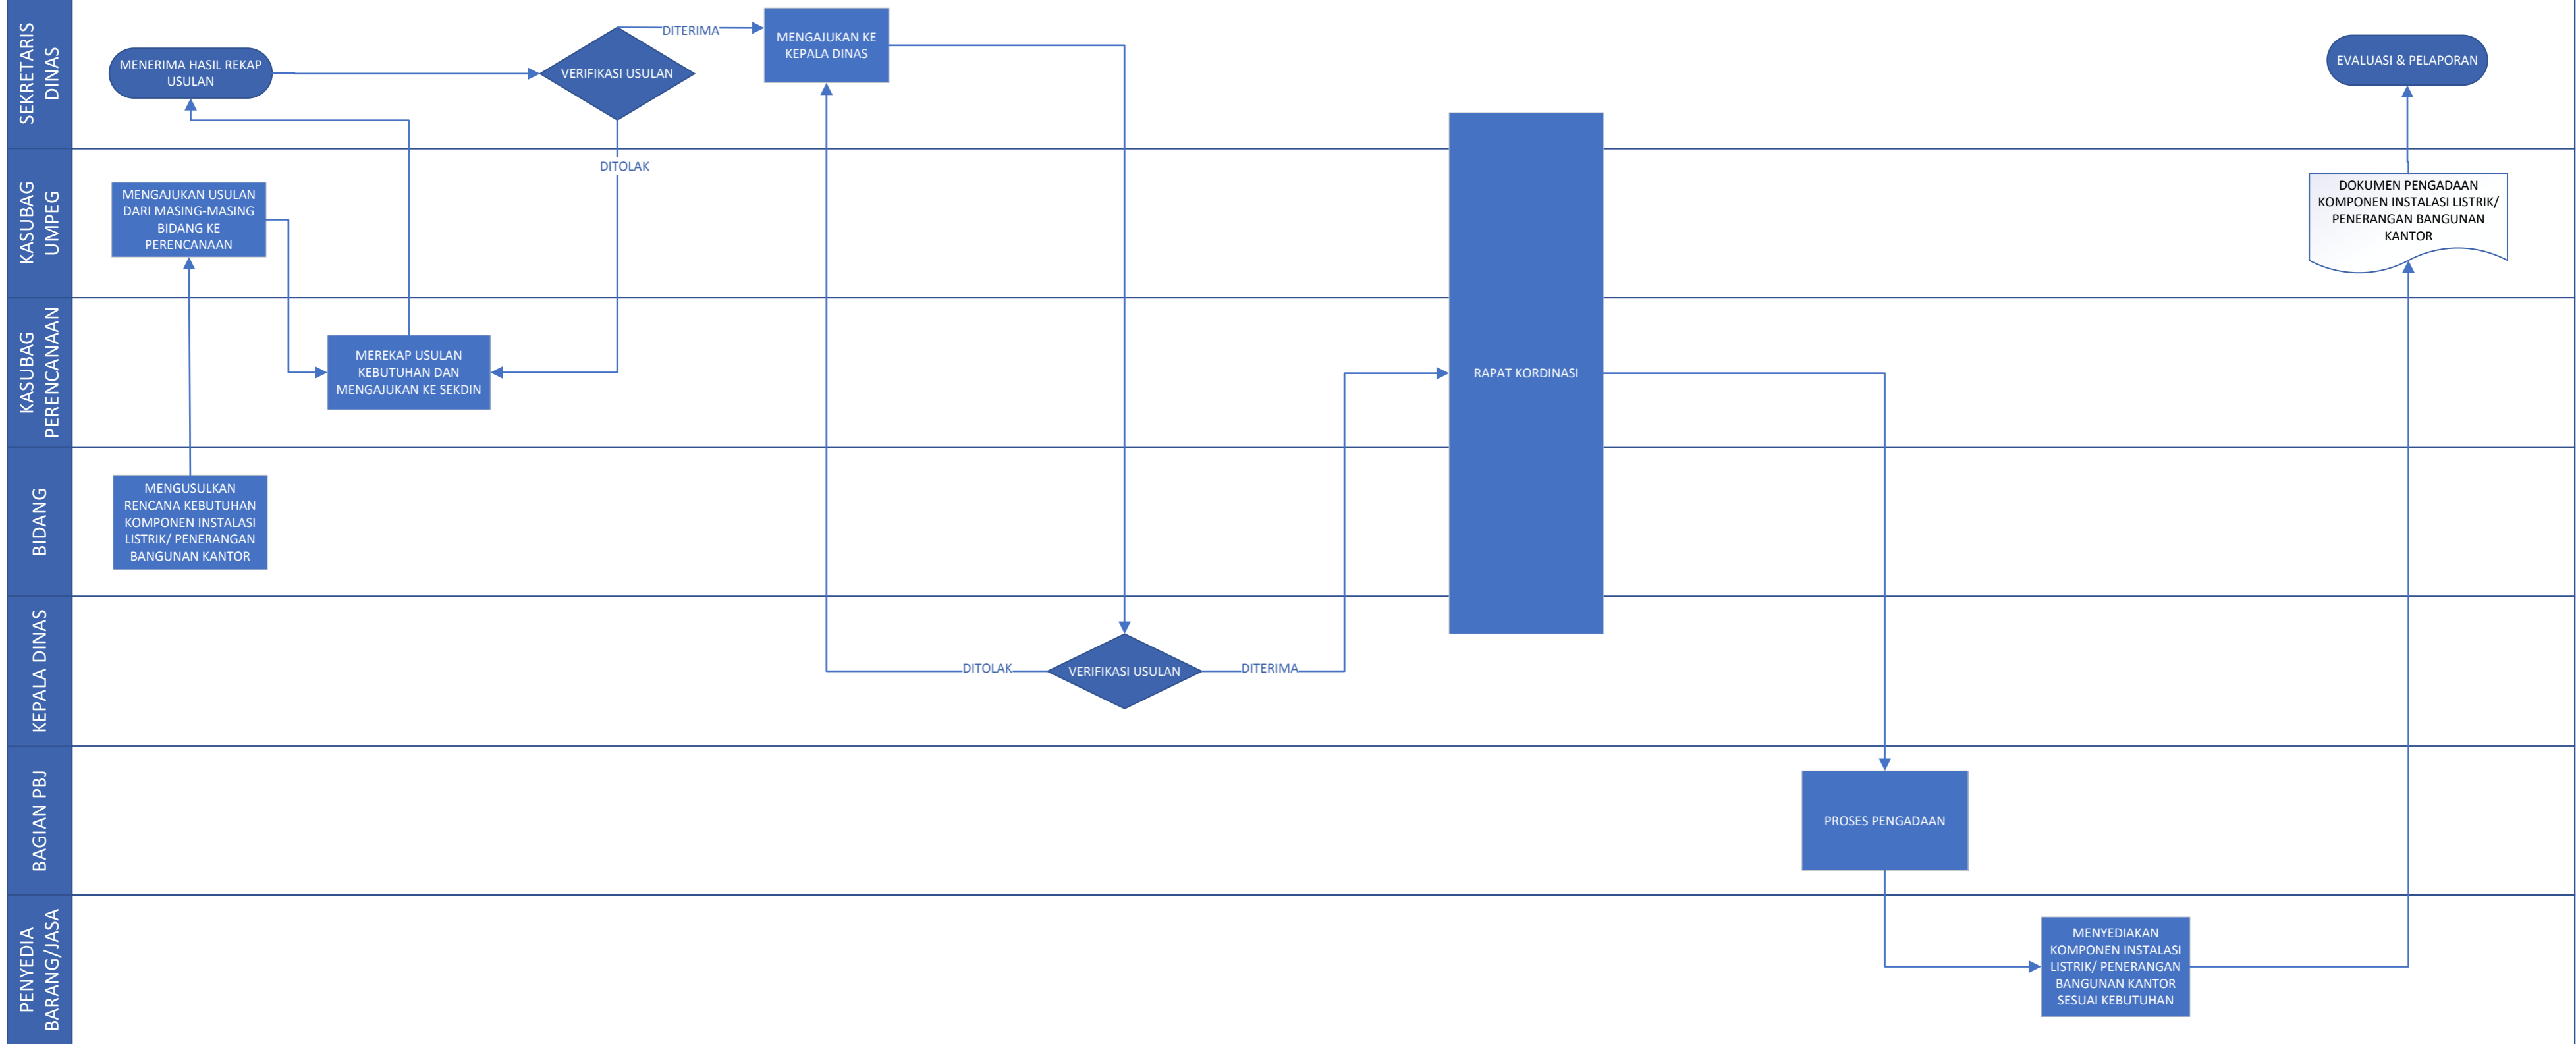 SEKRETARIS
DINAS
MENERIMA HASIL REKAP
USULAN
VERIFIKASI USULAN
DITERIMA
MENGAJUKAN KE
KEPALA DINAS
EVALUASI & PELAPORAN
KASUBAG
UMPEG
MENGAJUKAN USULAN
DARI MASING-MASING
BIDANG KE
PERENCANAAN
DITOLAK
DOKUMEN PENGADAAN
KOMPONEN INSTALASI LISTRIK/
PENERANGAN BANGUNAN
KANTOR
KASUBAG
PERENCANAAN
MEREKAP USULAN
KEBUTUHAN DAN
MENGAJUKAN KE SEKDIN
RAPAT KORDINASI
BIDANG
MENGUSULKAN
RENCANA KEBUTUHAN
KOMPONEN INSTALASI
LISTRIK/ PENERANGAN
BANGUNAN KANTOR
KEPALA DINAS
DITOLAK
VERIFIKASI USULAN
DITERIMA
BAGIAN PBJ
PROSES PENGADAAN
PENYEDIA
BARANG/JASA
MENYEDIAKAN
KOMPONEN INSTALASI
LISTRIK/ PENERANGAN
BANGUNAN KANTOR
SESUAI KEBUTUHAN